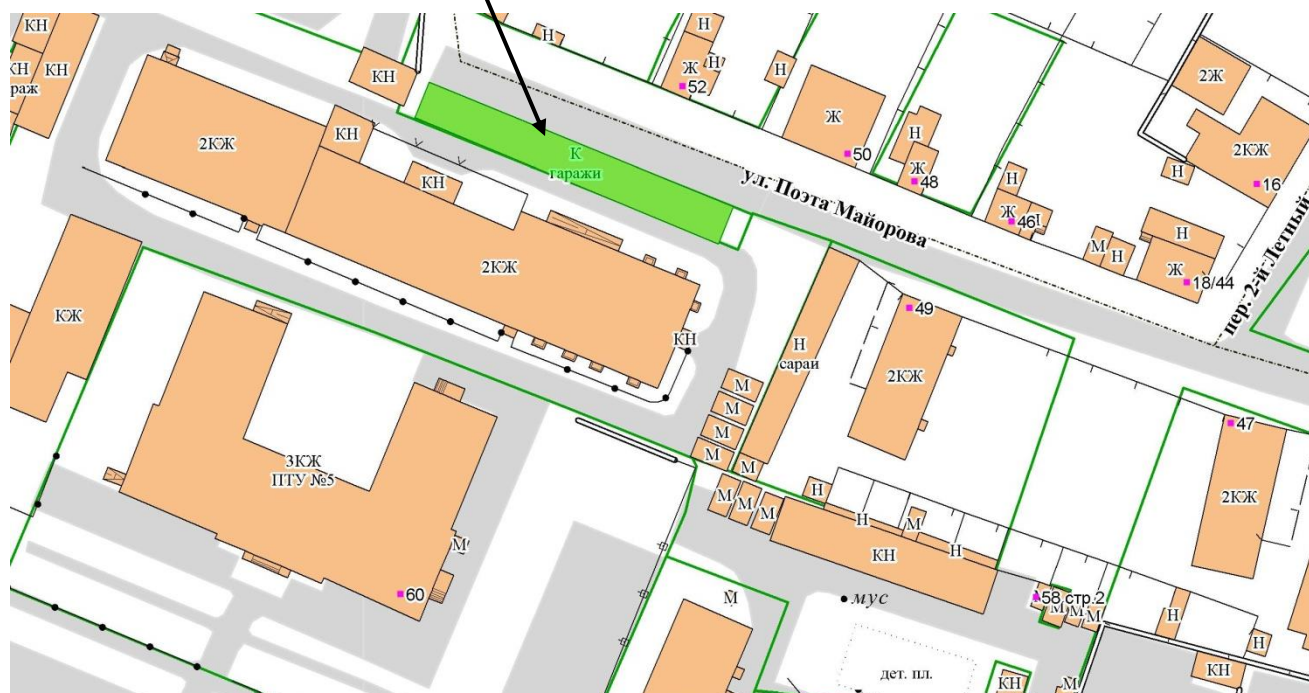 КН
КН
КН
раж
КН
Н
Н
Ж
Н
52
Н
Ж
50
Н
Ж
48
2Ж
2КЖ
16
Н
2КЖ
КН
КН
К
гаражи
ул. Поэта Майорова
Н
Ж
46
М
Н
Н
Ж
18/44
пер. 2-й Летный
2КЖ
КН
КЖ
Н
сараи
49
2КЖ
47
2КЖ
М
М
М
М
М
3КЖ
ПТУ №5
М
60
М
М
М
Н
Н
М
Н
КН
мус
58 стр.2
М
М
М
М
Н
Н
КН
дет. пл.
КН
М